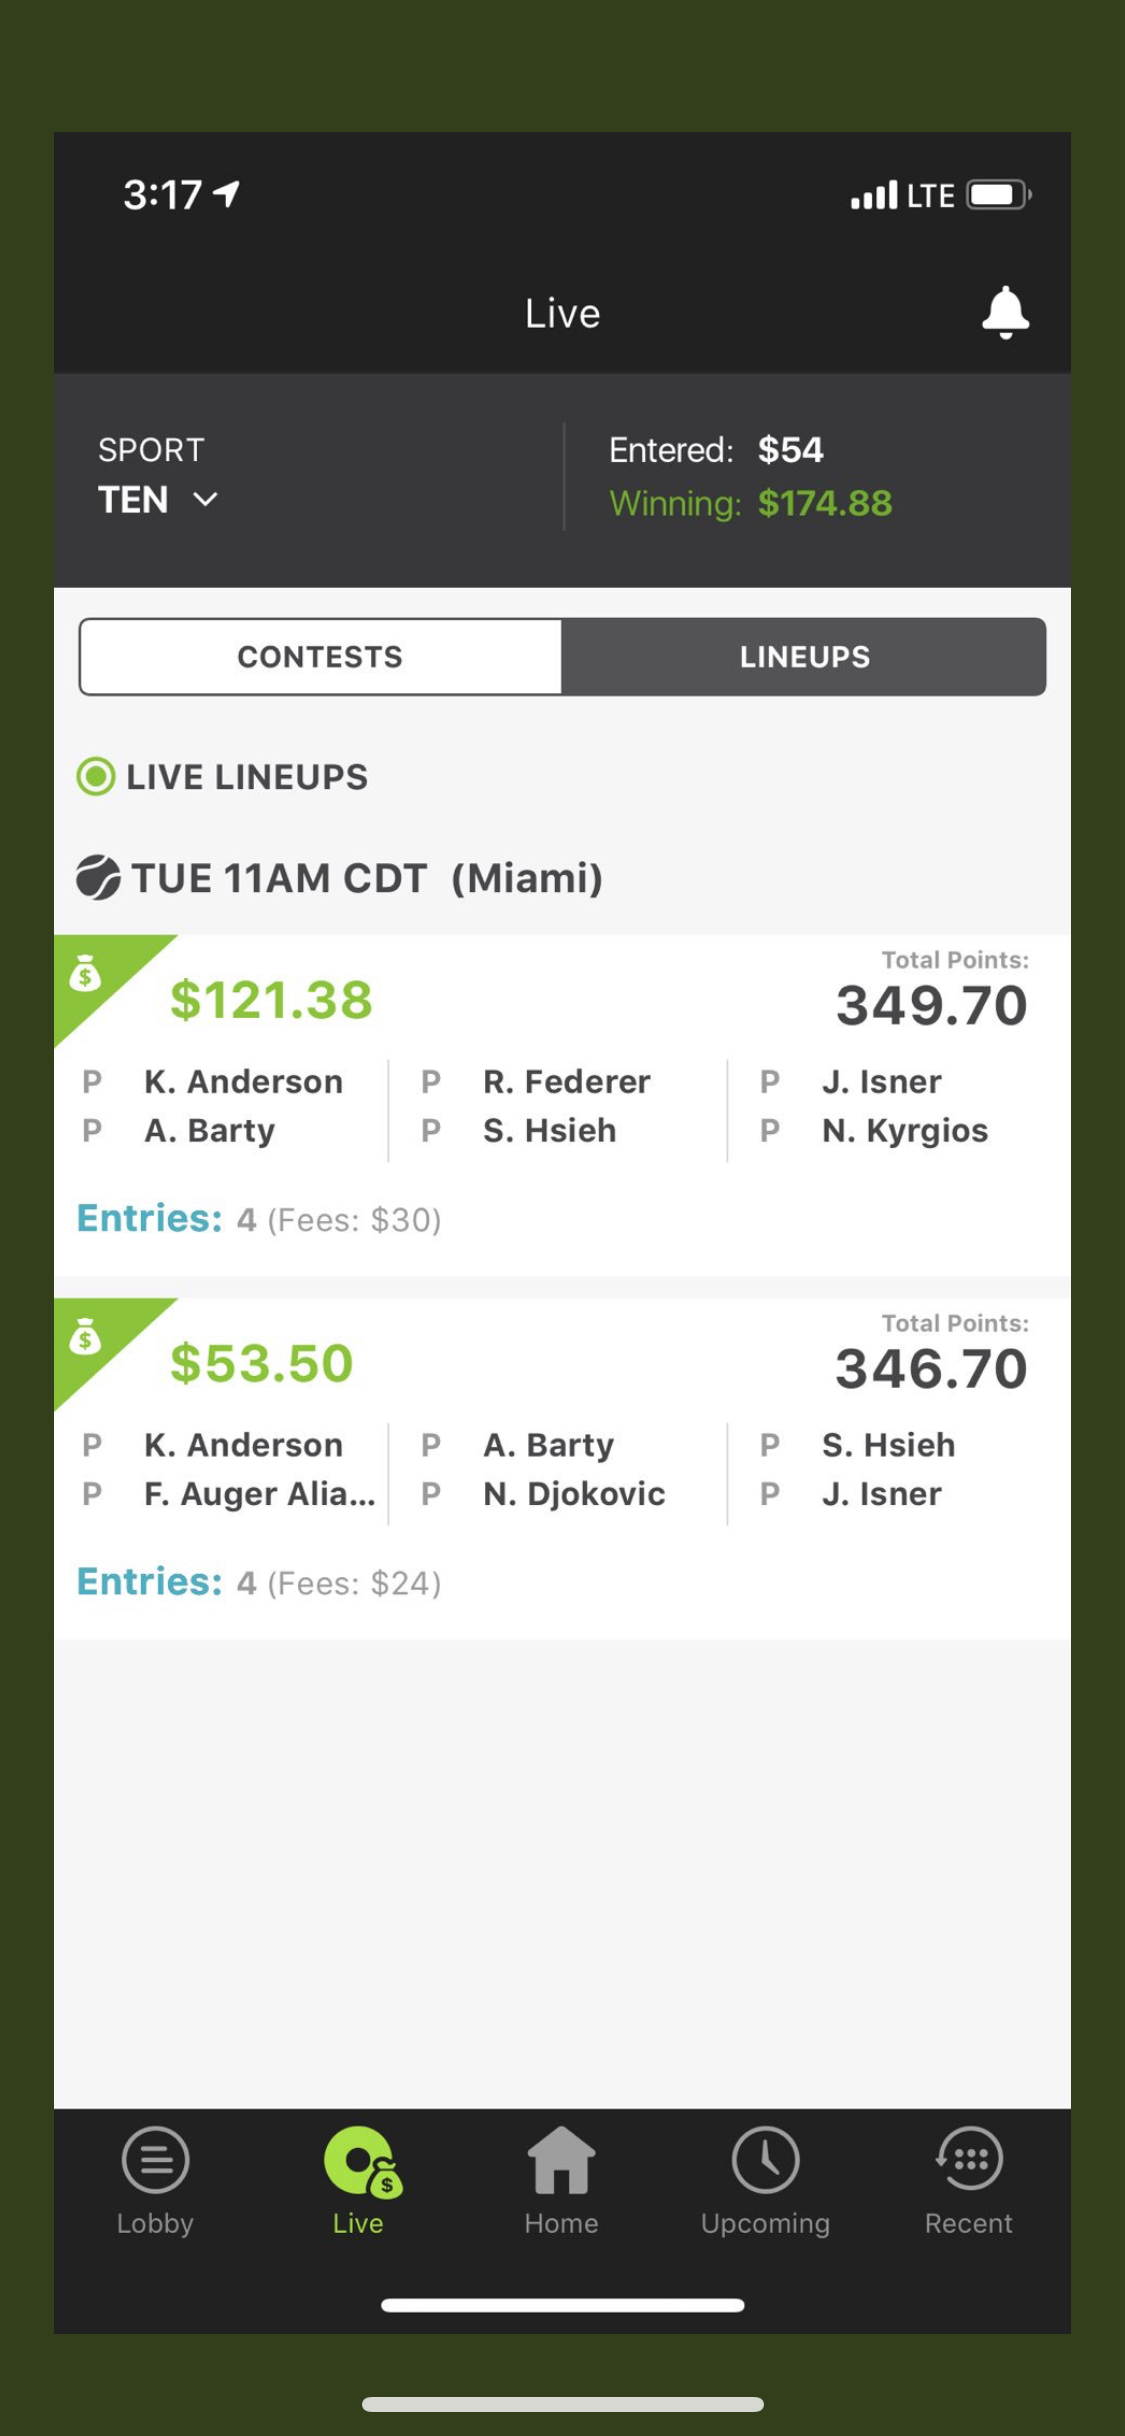 3:17 LTE
Live
SPORT
TEN
Entered: $54
Winning: $174.88
CONTESTS LINEUPS
LIVE LINEUPS
TUE 11AM CDT (Miami)
Total Points:
$121.38 349.70
P K. Anderson P R. Federer P J. Isner
P A. Barty P S. Hsieh P N. Kyrgios
Entries: 4 (Fees: $30)
Total Points:
$53.50 346.70
P K. Anderson P A. Barty P S. Hsieh
P F. Auger Alia... P N. Djokovic P J. Isner
Entries: 4 (Fees: $24)
Lobby Live Home Upcoming Recent